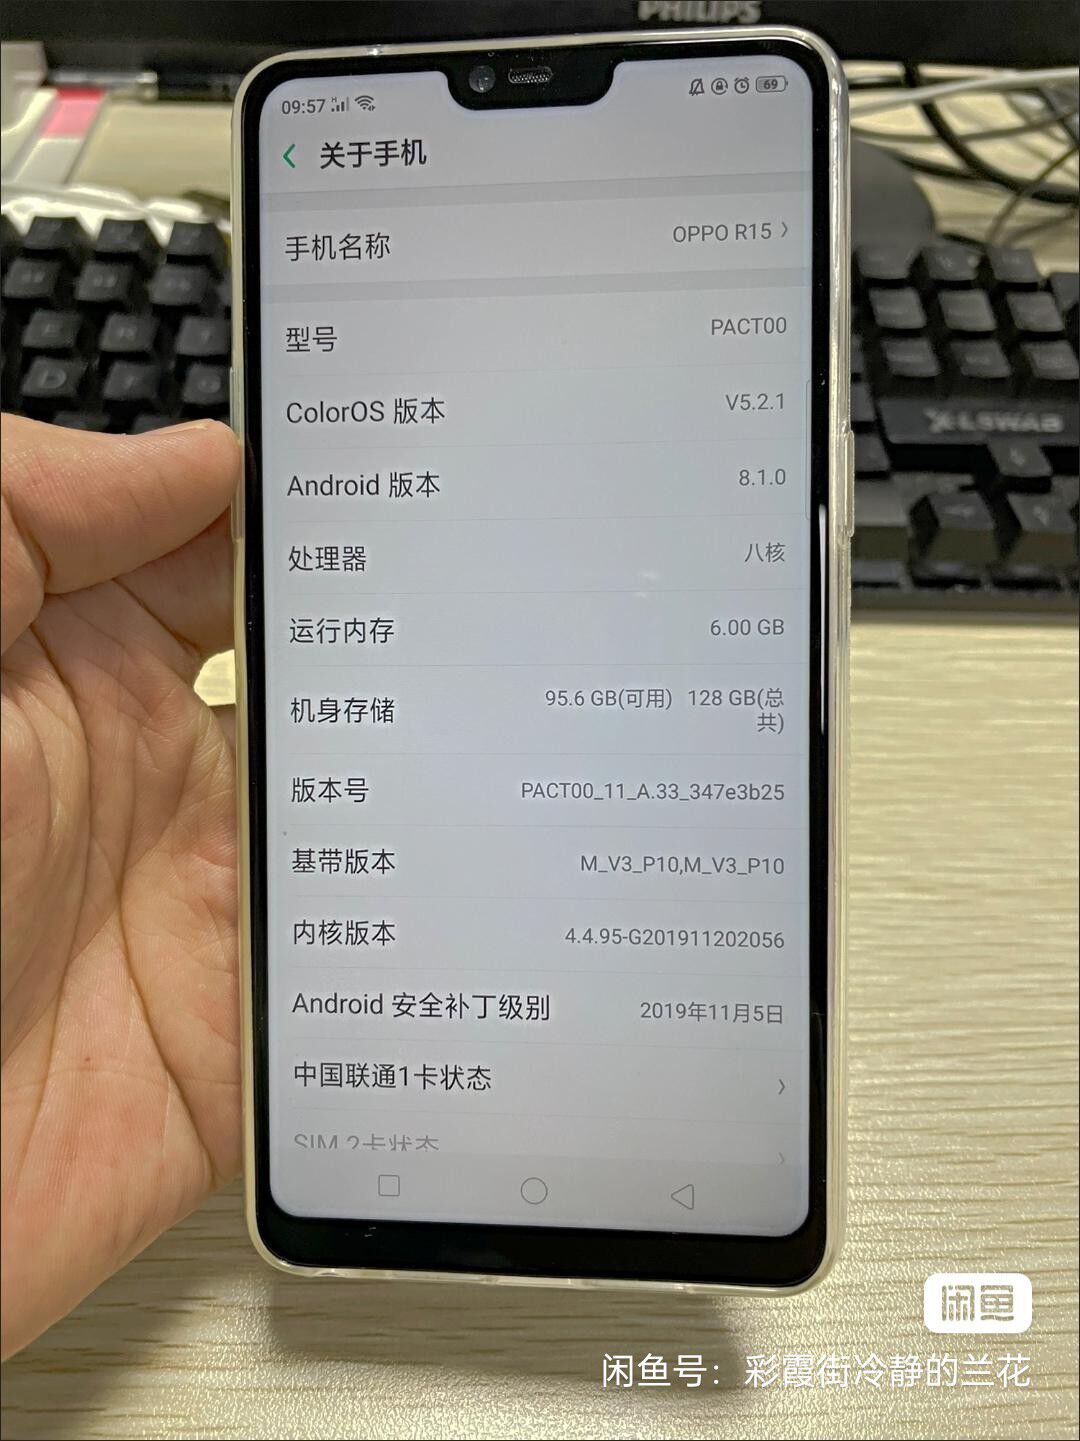 PHILIPS
09:57
69
关于手机
手机名称 OPPO R15
型号 PACT00
ColorOS 版本 V5.2.1
Android 版本 8.1.0
处理器 八核
运行内存 6.00 GB
机身存储 95.6 GB(可用) 128 GB(总
共)
版本号 PACT00_11_A.33_347e3b25
基带版本 M_V3_P10,M_V3_P10
内核版本 4.4.95-G201911202056
Android 安全补丁级别 2019年11月5日
中国联通1卡状态
SIM 2卡状态
X-LSWAB
闲鱼
闲鱼号：彩霞街冷静的兰花